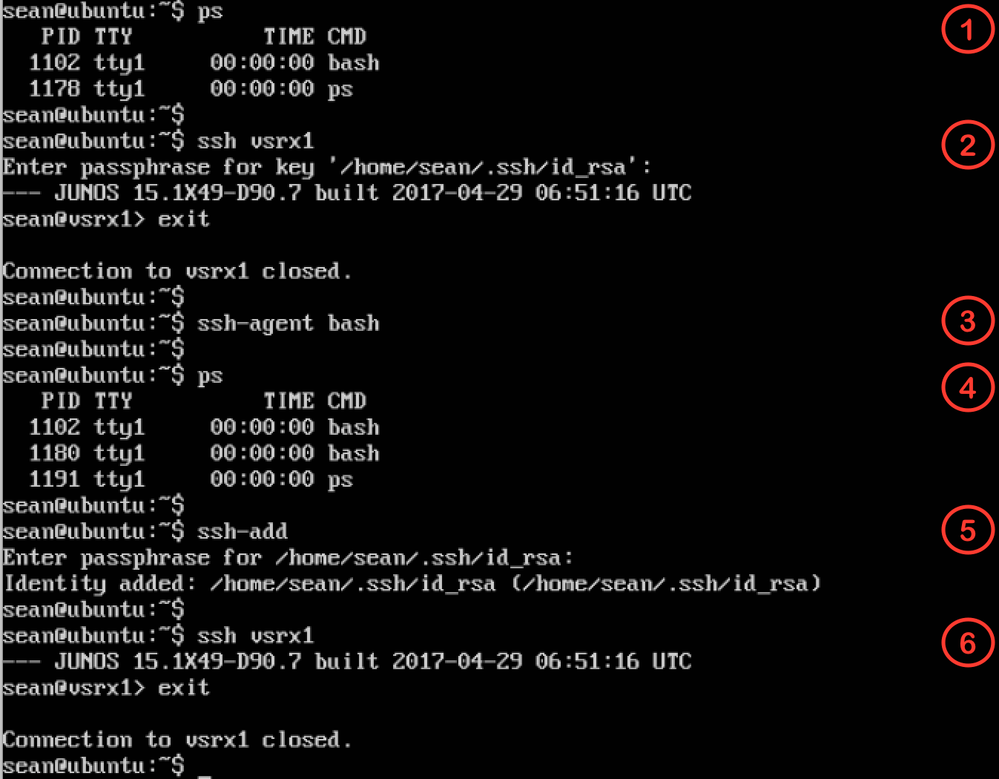 sean@ubuntu:~$ ps 1
PID TTY TIME CMD
1102 tty1 00:00:00 bash
1178 tty1 00:00:00 ps
sean@ubuntu:~$
sean@ubuntu:~$ ssh vsrx1 2
Enter passphrase for key '/home/sean/.ssh/id_rsa':
--- JUNOS 15.1X49-D90.7 built 2017-04-29 06:51:16 UTC
sean@vsrx1> exit
Connection to vsrx1 closed.
sean@ubuntu:~$
sean@ubuntu:~$ ssh-agent bash 3
sean@ubuntu:~$
sean@ubuntu:~$ ps 4
PID TTY TIME CMD
1102 tty1 00:00:00 bash
1180 tty1 00:00:00 bash
1191 tty1 00:00:00 ps
sean@ubuntu:~$
sean@ubuntu:~$ ssh-add 5
Enter passphrase for /home/sean/.ssh/id_rsa:
Identity added: /home/sean/.ssh/id_rsa (/home/sean/.ssh/id_rsa)
sean@ubuntu:~$
sean@ubuntu:~$ ssh vsrx1 6
--- JUNOS 15.1X49-D90.7 built 2017-04-29 06:51:16 UTC
sean@vsrx1> exit
Connection to vsrx1 closed.
sean@ubuntu:~$ _